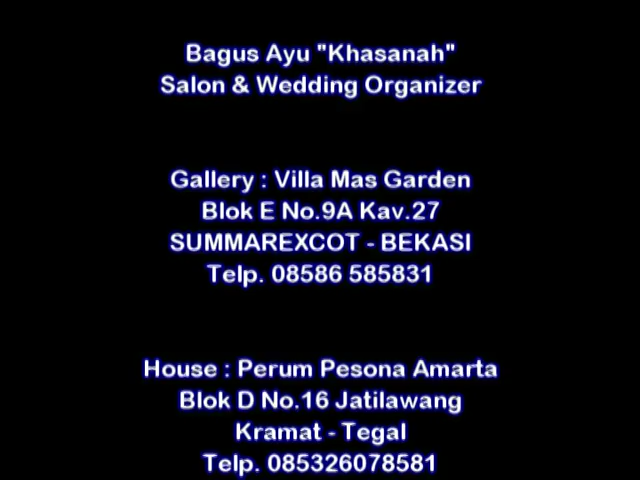 Bagus Ayu "Khasanah"
Salon & Wedding Organizer
Gallery : Villa Mas Garden
Blok E No.9A Kav.27
SUMMAREXCOT - BEKASI
Telp. 08586 585831
House : Perum Pesona Amarta
Blok D No.16 Jatilawang
Kramat - Tegal
Telp. 085326078581